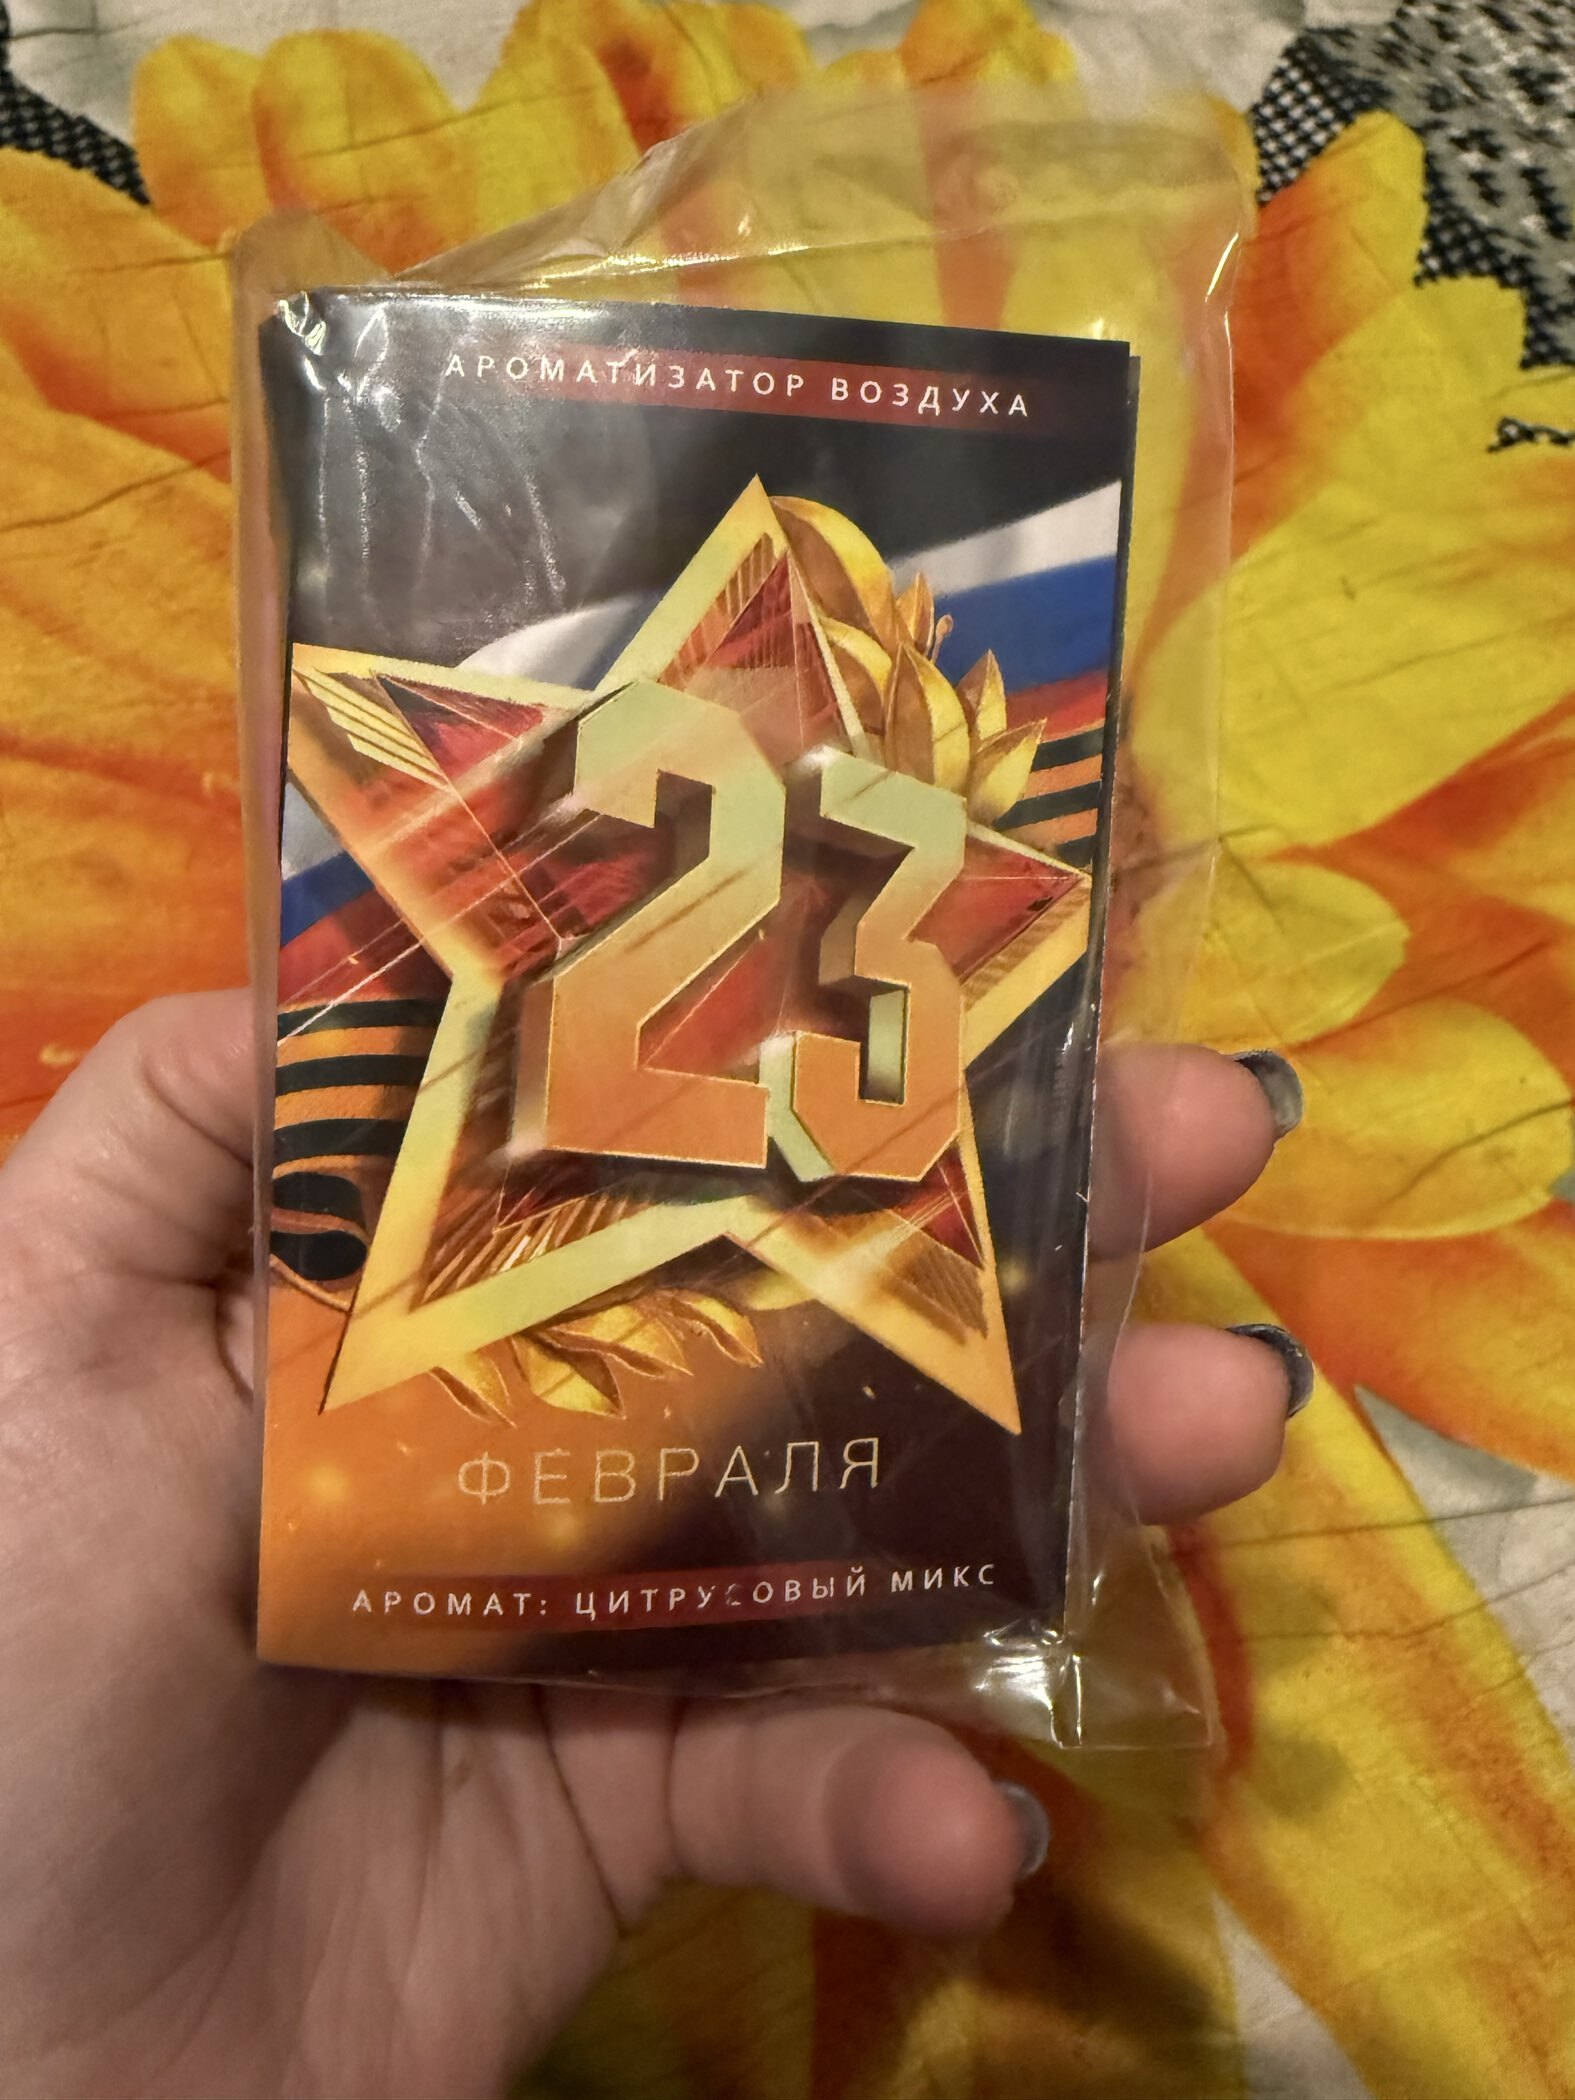 АРОМАТИЗАТОР ВОЗДУХА
23
ФЕВРАЛЯ
АРОМАТ: ЦИТРУСОВЫЙ МИКС